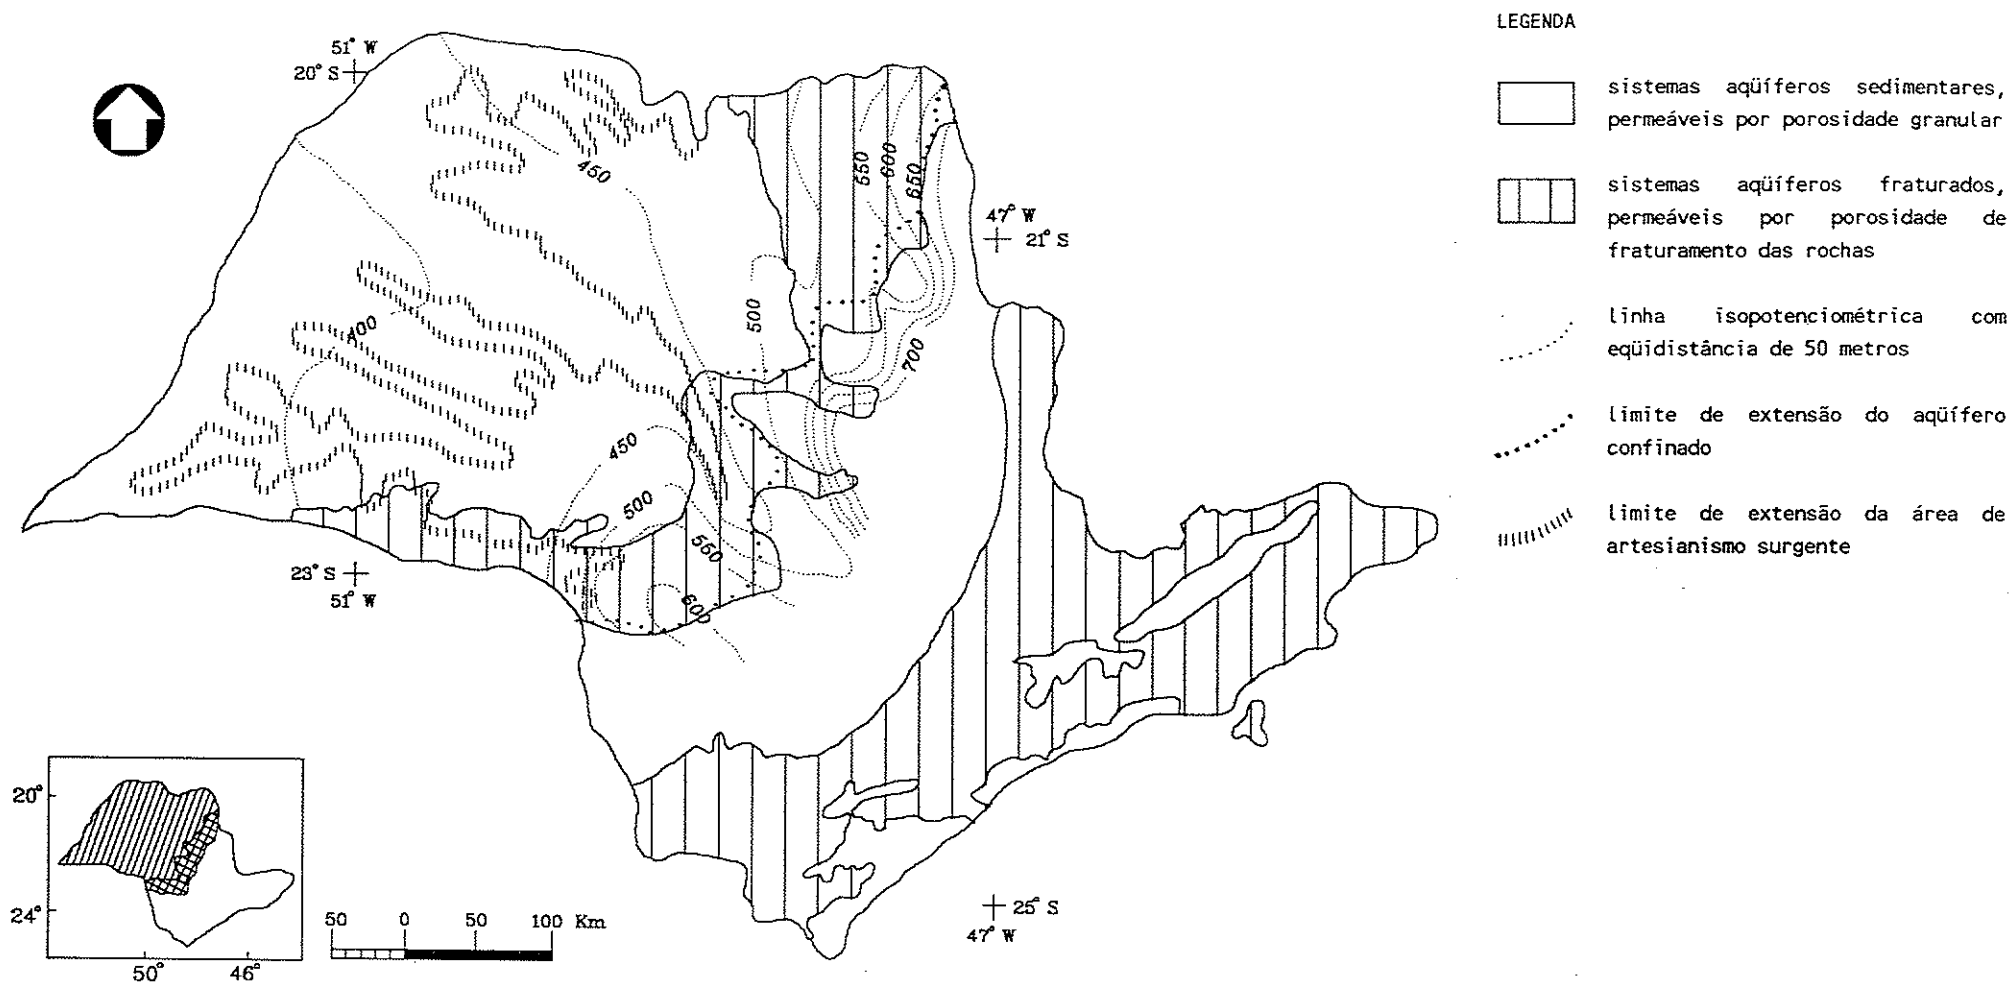 LEGENDA
sistemas aqüíferos sedimentares,
permeáveis por porosidade granular
sistemas aqüíferos fraturados,
permeáveis por porosidade de
fraturamento das rochas
linha isopotenciométrica com
eqüidistância de 50 metros
limite de extensão do aqüífero
confinado
limite de extensão da área de
artesianismo surgente
51° W
20° S
450
550
600
650
47° W
21° S
500
400
700
450
500
550
600
23° S
51° W
20°
24°
50°
46°
50 0 50 100 Km
25° S
47° W